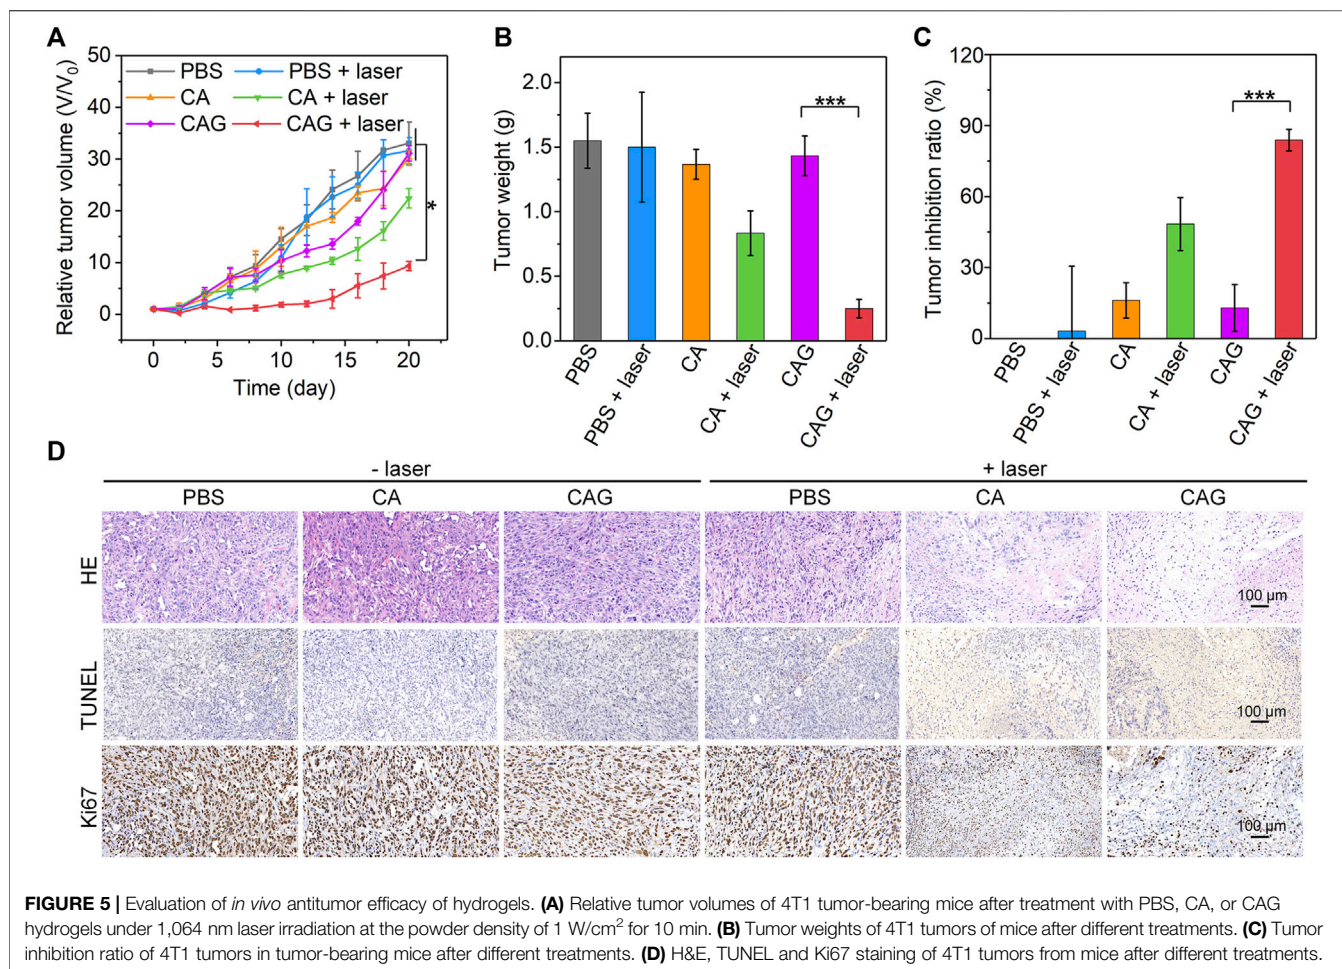 A
Relative tumor volume (V/V0)
50
40
30
20
10
0
PBS PBS + laser
CA CA + laser
CAG CAG + laser
*
0 5 10 15 20
Time (day)
B
Tumor weight (g)
2.0
1.5
1.0
0.5
0.0
***
PBS
PBS + laser
CA
CA + laser
CAG
CAG + laser
C
Tumor inhibition ratio (%)
120
90
60
30
0
***
PBS
PBS + laser
CA
CA + laser
CAG
CAG + laser
D
- laser + laser
PBS CA CAG PBS CA CAG
HE
100 μm
TUNEL
100 μm
Ki67
100 μm
FIGURE 5 | Evaluation of in vivo antitumor efficacy of hydrogels. (A) Relative tumor volumes of 4T1 tumor-bearing mice after treatment with PBS, CA, or CAG
hydrogels under 1,064 nm laser irradiation at the powder density of 1 W/cm² for 10 min. (B) Tumor weights of 4T1 tumors of mice after different treatments. (C) Tumor
inhibition ratio of 4T1 tumors in tumor-bearing mice after different treatments. (D) H&E, TUNEL and Ki67 staining of 4T1 tumors from mice after different treatments.